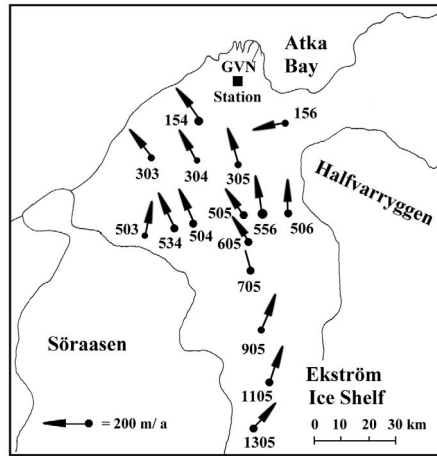 Atka
Bay
GVN
Station
154
156
303
304
305
Halfvarryggen
503
534
504
505
556
506
605
705
Söraasen
905
1105
1305
Ekström
Ice Shelf
= 200 m/ a
0 10 20 30 km